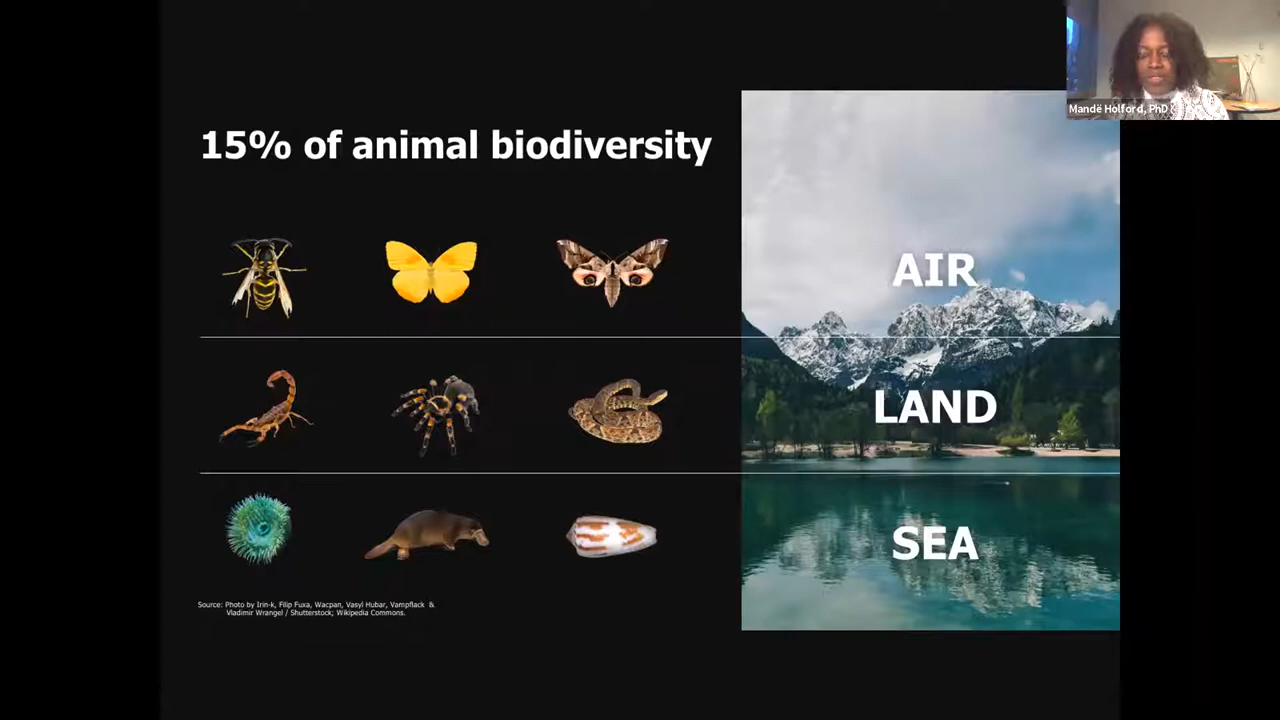 Mandë Holford, PhD
15% of animal biodiversity
AIR
LAND
SEA
Source: Photo by Irin-k, Filip Fuxa, Wacpan, Vasyl Hubar, Vampflack &
Vladimir Wrangel / Shutterstock; Wikipedia Commons.